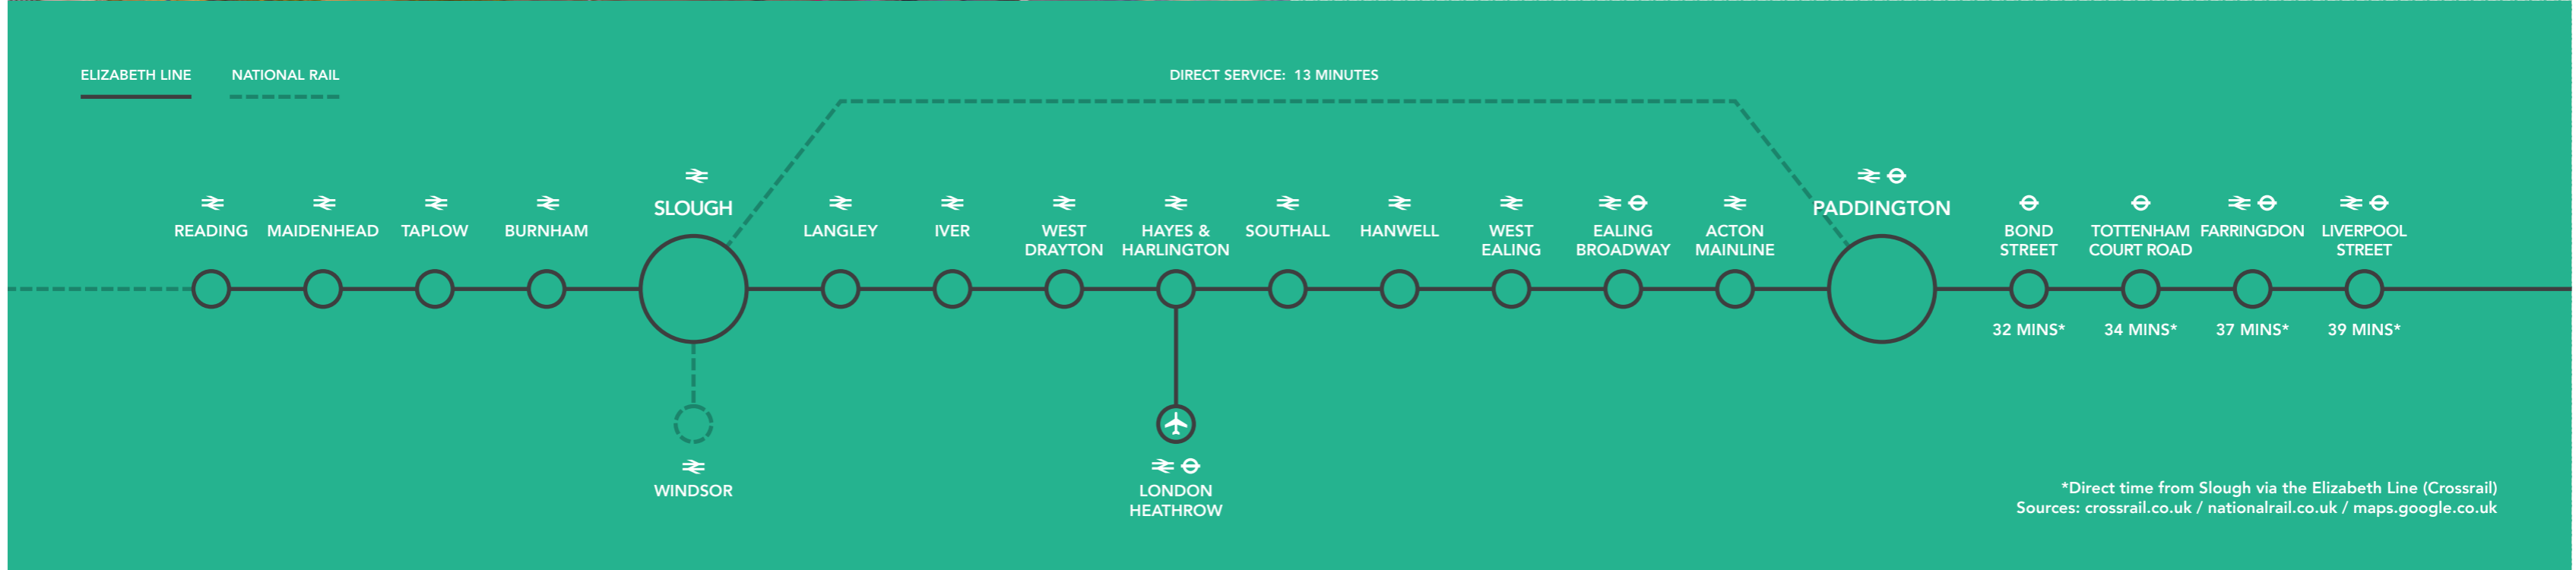 ELIZABETH LINE
NATIONAL RAIL
DIRECT SERVICE: 13 MINUTES
READING
MAIDENHEAD
TAPLOW
BURNHAM
SLOUGH
LANGLEY
IVER
WEST
DRAYTON
HAYES &
HARLINGTON
SOUTHALL
HANWELL
WEST
EALING
EALING
BROADWAY
ACTON
MAINLINE
PADDINGTON
BOND
STREET
TOTTENHAM
COURT ROAD
FARRINGDON
LIVERPOOL
STREET
32 MINS*
34 MINS*
37 MINS*
39 MINS*
WINDSOR
LONDON
HEATHROW
*Direct time from Slough via the Elizabeth Line (Crossrail)
Sources: crossrail.co.uk / nationalrail.co.uk / maps.google.co.uk